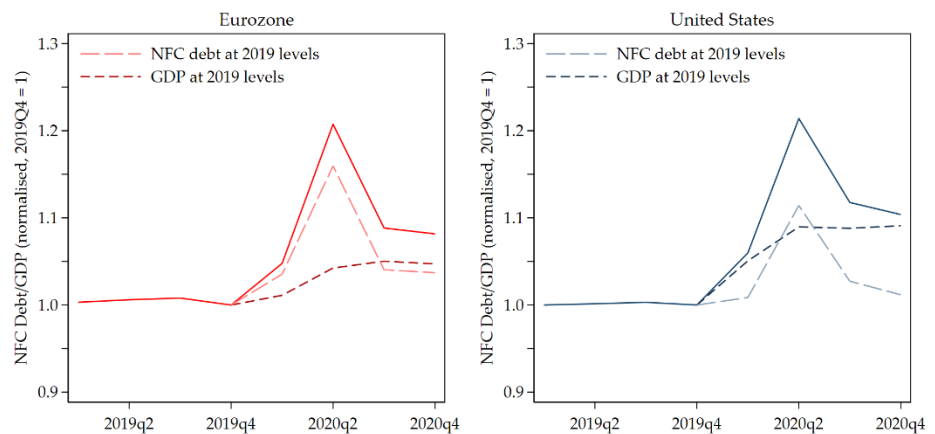 Eurozone
NFC Debt/GDP (normalised, 2019Q4 = 1)
1.3
1.2
1.1
1.0
0.9
NFC debt at 2019 levels
GDP at 2019 levels
2019q2 2019q4 2020q2 2020q4
United States
NFC Debt/GDP (normalised, 2019Q4 = 1)
1.3
1.2
1.1
1.0
0.9
NFC debt at 2019 levels
GDP at 2019 levels
2019q2 2019q4 2020q2 2020q4